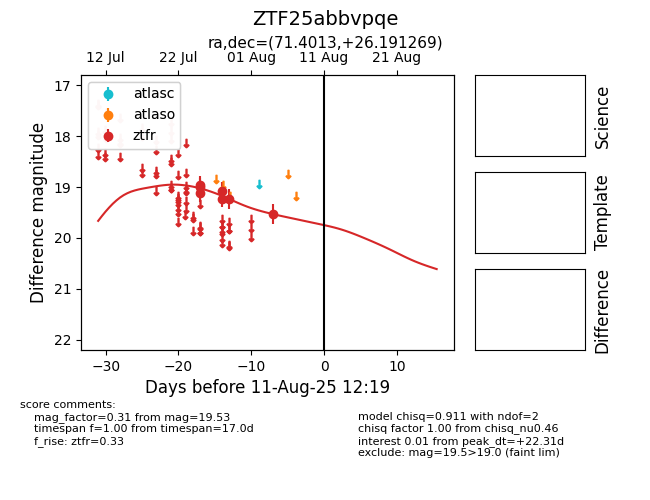 ZTF25abbvpqe
ra,dec=(71.4013,+26.191269)
12 Jul 22 Jul 01 Aug 11 Aug 21 Aug
17
18
19
20
21
22
Difference magnitude
atlasc
atlaso
ztfr
−30 −20 −10 0 10
Days before 11-Aug-25 12:19
Science
Template
Difference
score comments:
mag_factor=0.31 from mag=19.53
timespan f=1.00 from timespan=17.0d
f_rise: ztfr=0.33
model chisq=0.911 with ndof=2
chisq factor 1.00 from chisq_nu0.46
interest 0.01 from peak_dt=+22.31d
exclude: mag=19.5>19.0 (faint lim)